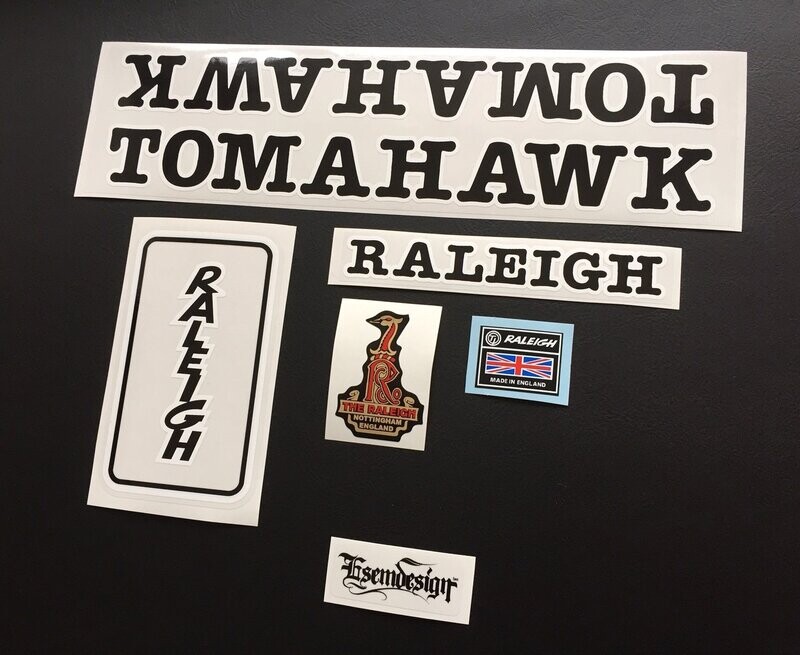 TOMAHAWK
TOMAHAWK
RALEIGH
RALEIGH
R
THE RALEIGH
NOTTINGHAM
ENGLAND
RALEIGH
MADE IN ENGLAND
Esemdesign